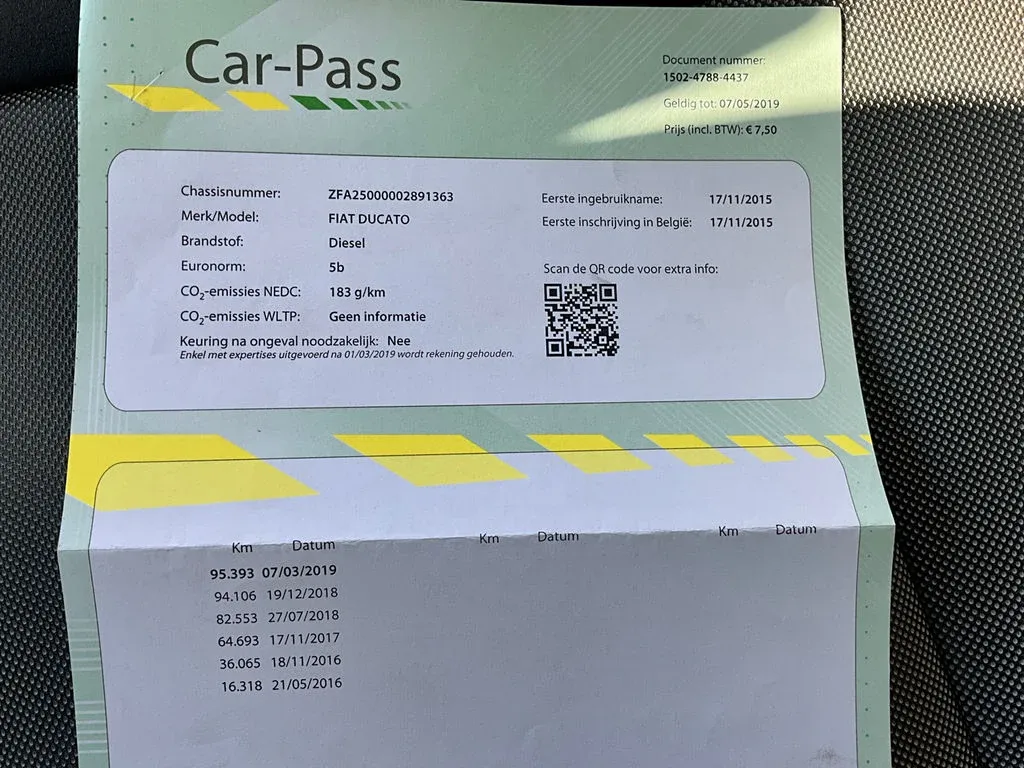 Car-Pass
Document nummer:
1502-4788-4437
Geldig tot: 07/05/2019
Prijs (incl. BTW): € 7,50
Chassisnummer: ZFA25000002891363
Merk/Model: FIAT DUCATO
Brandstof: Diesel
Euronorm: 5b
CO₂-emissies NEDC: 183 g/km
CO₂-emissies WLTP: Geen informatie
Keuring na ongeval noodzakelijk: Nee
Enkel met expertises uitgevoerd na 01/03/2019 wordt rekening gehouden.
Eerste ingebruikname: 17/11/2015
Eerste inschrijving in België: 17/11/2015
Scan de QR code voor extra info:
Km Datum Km Datum Km Datum
95.393 07/03/2019
94.106 19/12/2018
82.553 27/07/2018
64.693 17/11/2017
36.065 18/11/2016
16.318 21/05/2016